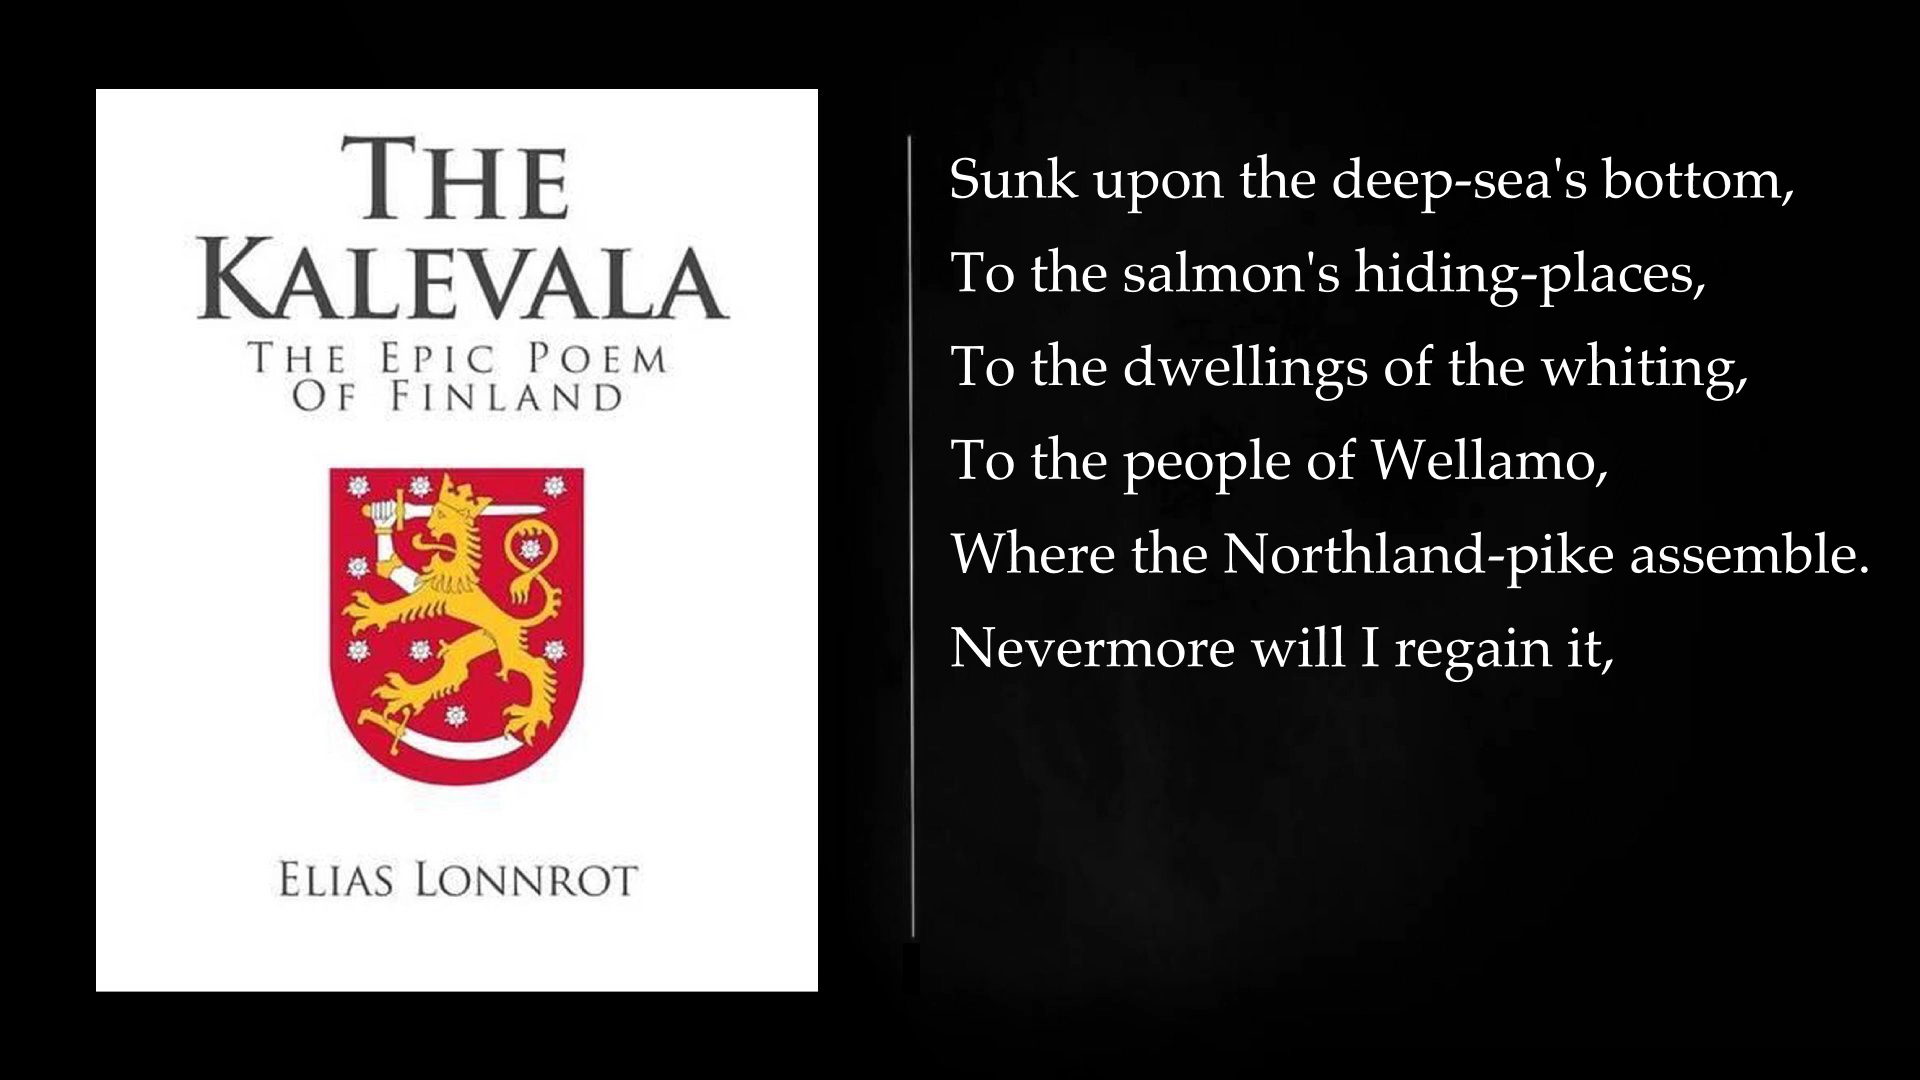 THE
KALEVALA
THE EPIC POEM
OF FINLAND
ELIAS LONNROT
Sunk upon the deep-sea's bottom,
To the salmon's hiding-places,
To the dwellings of the whiting,
To the people of Wellamo,
Where the Northland-pike assemble.
Nevermore will I regain it,